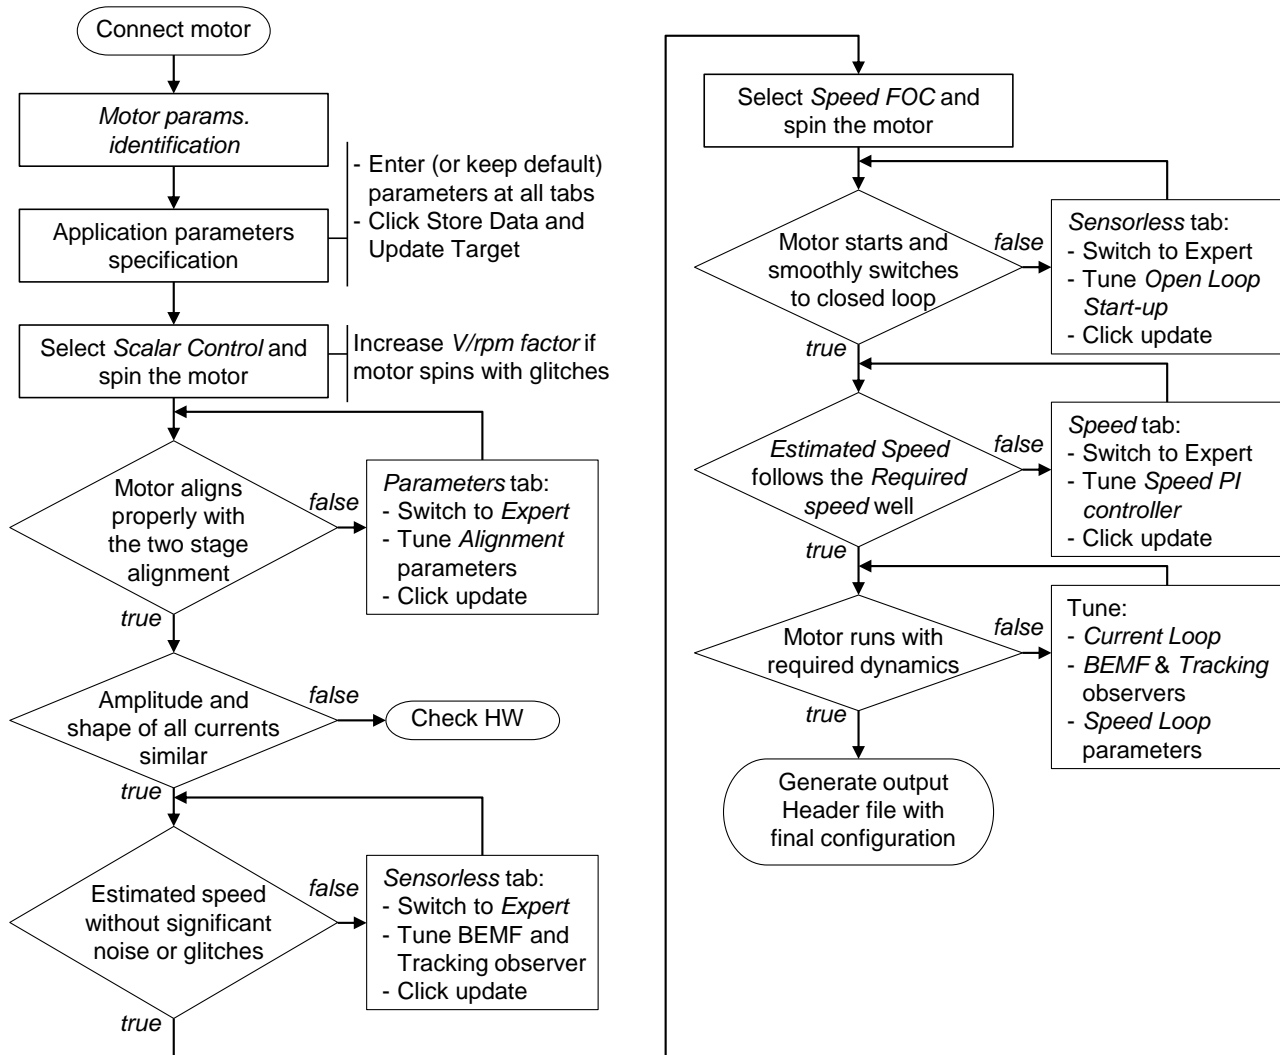 Connect motor
Motor params.
identification
- Enter (or keep default)
parameters at all tabs
- Click Store Data and
Update Target
Application parameters
specification
Select Scalar Control and
spin the motor
Increase V/rpm factor if
motor spins with glitches
Motor aligns
properly with
the two stage
alignment
false
Parameters tab:
- Switch to Expert
- Tune Alignment
parameters
- Click update
true
Amplitude and
shape of all currents
similar
false
Check HW
true
Estimated speed
without significant
noise or glitches
false
Sensorless tab:
- Switch to Expert
- Tune BEMF and
Tracking observer
- Click update
true
Select Speed FOC and
spin the motor
Motor starts and
smoothly switches
to closed loop
false
Sensorless tab:
- Switch to Expert
- Tune Open Loop
Start-up
- Click update
true
Estimated Speed
follows the Required
speed well
false
Speed tab:
- Switch to Expert
- Tune Speed PI
controller
- Click update
true
Motor runs with
required dynamics
false
Tune:
- Current Loop
- BEMF & Tracking
observers
- Speed Loop
parameters
true
Generate output
Header file with
final configuration